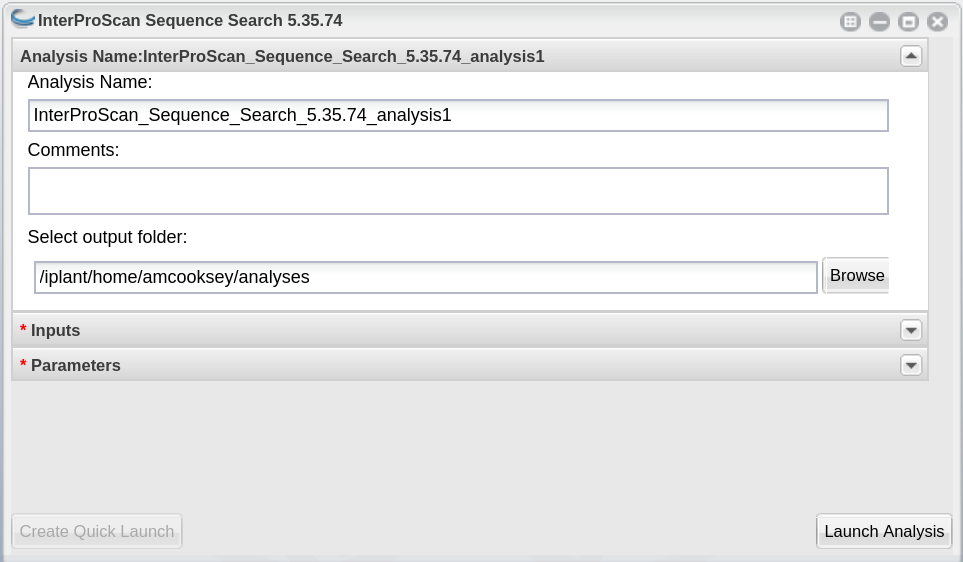 InterProScan Sequence Search 5.35.74
Analysis Name:InterProScan_Sequence_Search_5.35.74_analysis1
Analysis Name:
InterProScan_Sequence_Search_5.35.74_analysis1
Comments:
Select output folder:
/iplant/home/amcooksey/analyses
Browse
* Inputs
* Parameters
Create Quick Launch
Launch Analysis